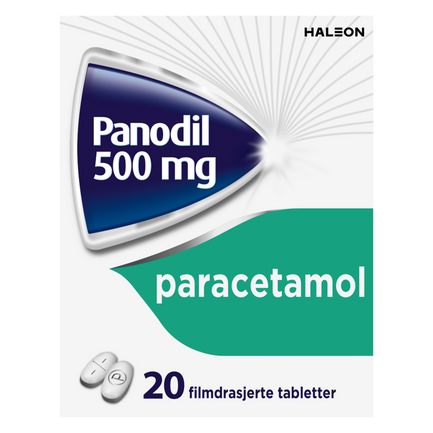 HALEON
Panodil
500 mg
paracetamol
20 filmdrasjerte tabletter